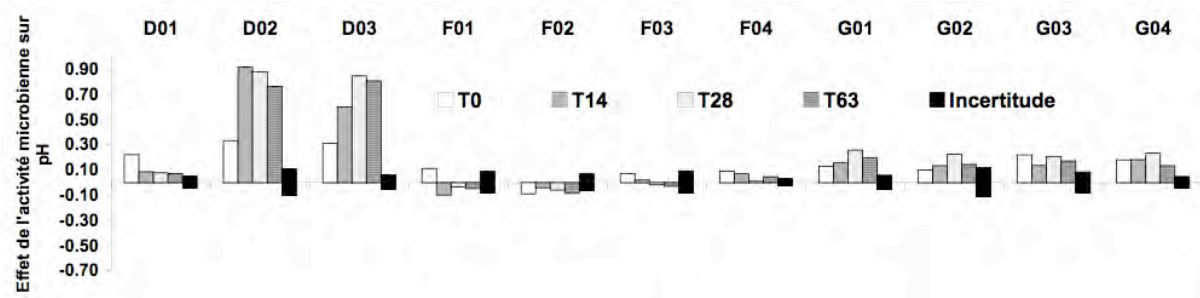 D01 D02 D03 F01 F02 F03 F04 G01 G02 G03 G04
Effet de l'activité microbienne sur
pH
0.90
0.70
0.50
0.30
0.10
-0.10
-0.30
-0.50
-0.70
T0 T14 T28 T63 Incertitude